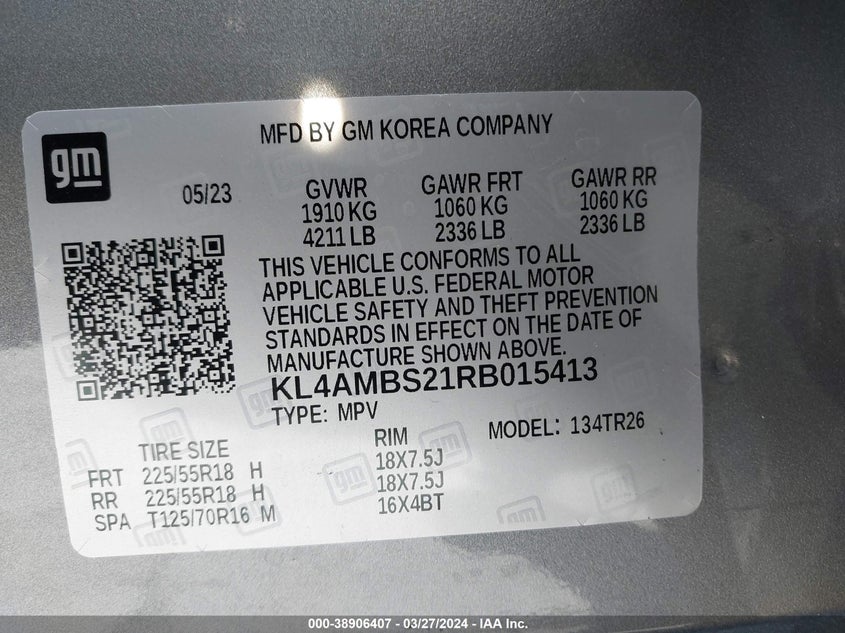 gm
MFD BY GM KOREA COMPANY
05/23
GVWR GAWR FRT GAWR RR
1910 KG 1060 KG 1060 KG
4211 LB 2336 LB 2336 LB
THIS VEHICLE CONFORMS TO ALL
APPLICABLE U.S. FEDERAL MOTOR
VEHICLE SAFETY AND THEFT PREVENTION
STANDARDS IN EFFECT ON THE DATE OF
MANUFACTURE SHOWN ABOVE.
KL4AMBS21RB015413
TYPE: MPV MODEL: 134TR26
TIRE SIZE RIM
FRT 225/55R18 H 18X7.5J
RR 225/55R18 H 18X7.5J
SPA T125/70R16 M 16X4BT
000-38906407 - 03/27/2024 - IAA Inc.